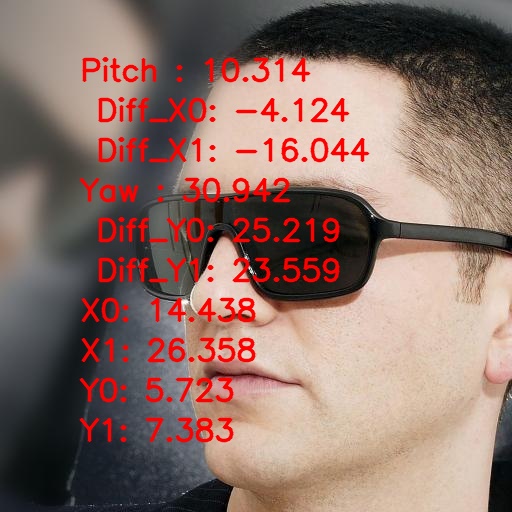 Pitch : 10.314
Diff_X0: -4.124
Diff_X1: -16.044
Yaw : 30.942
Diff_Y0: 25.219
Diff_Y1: 23.559
X0: 14.438
X1: 26.358
Y0: 5.723
Y1: 7.383